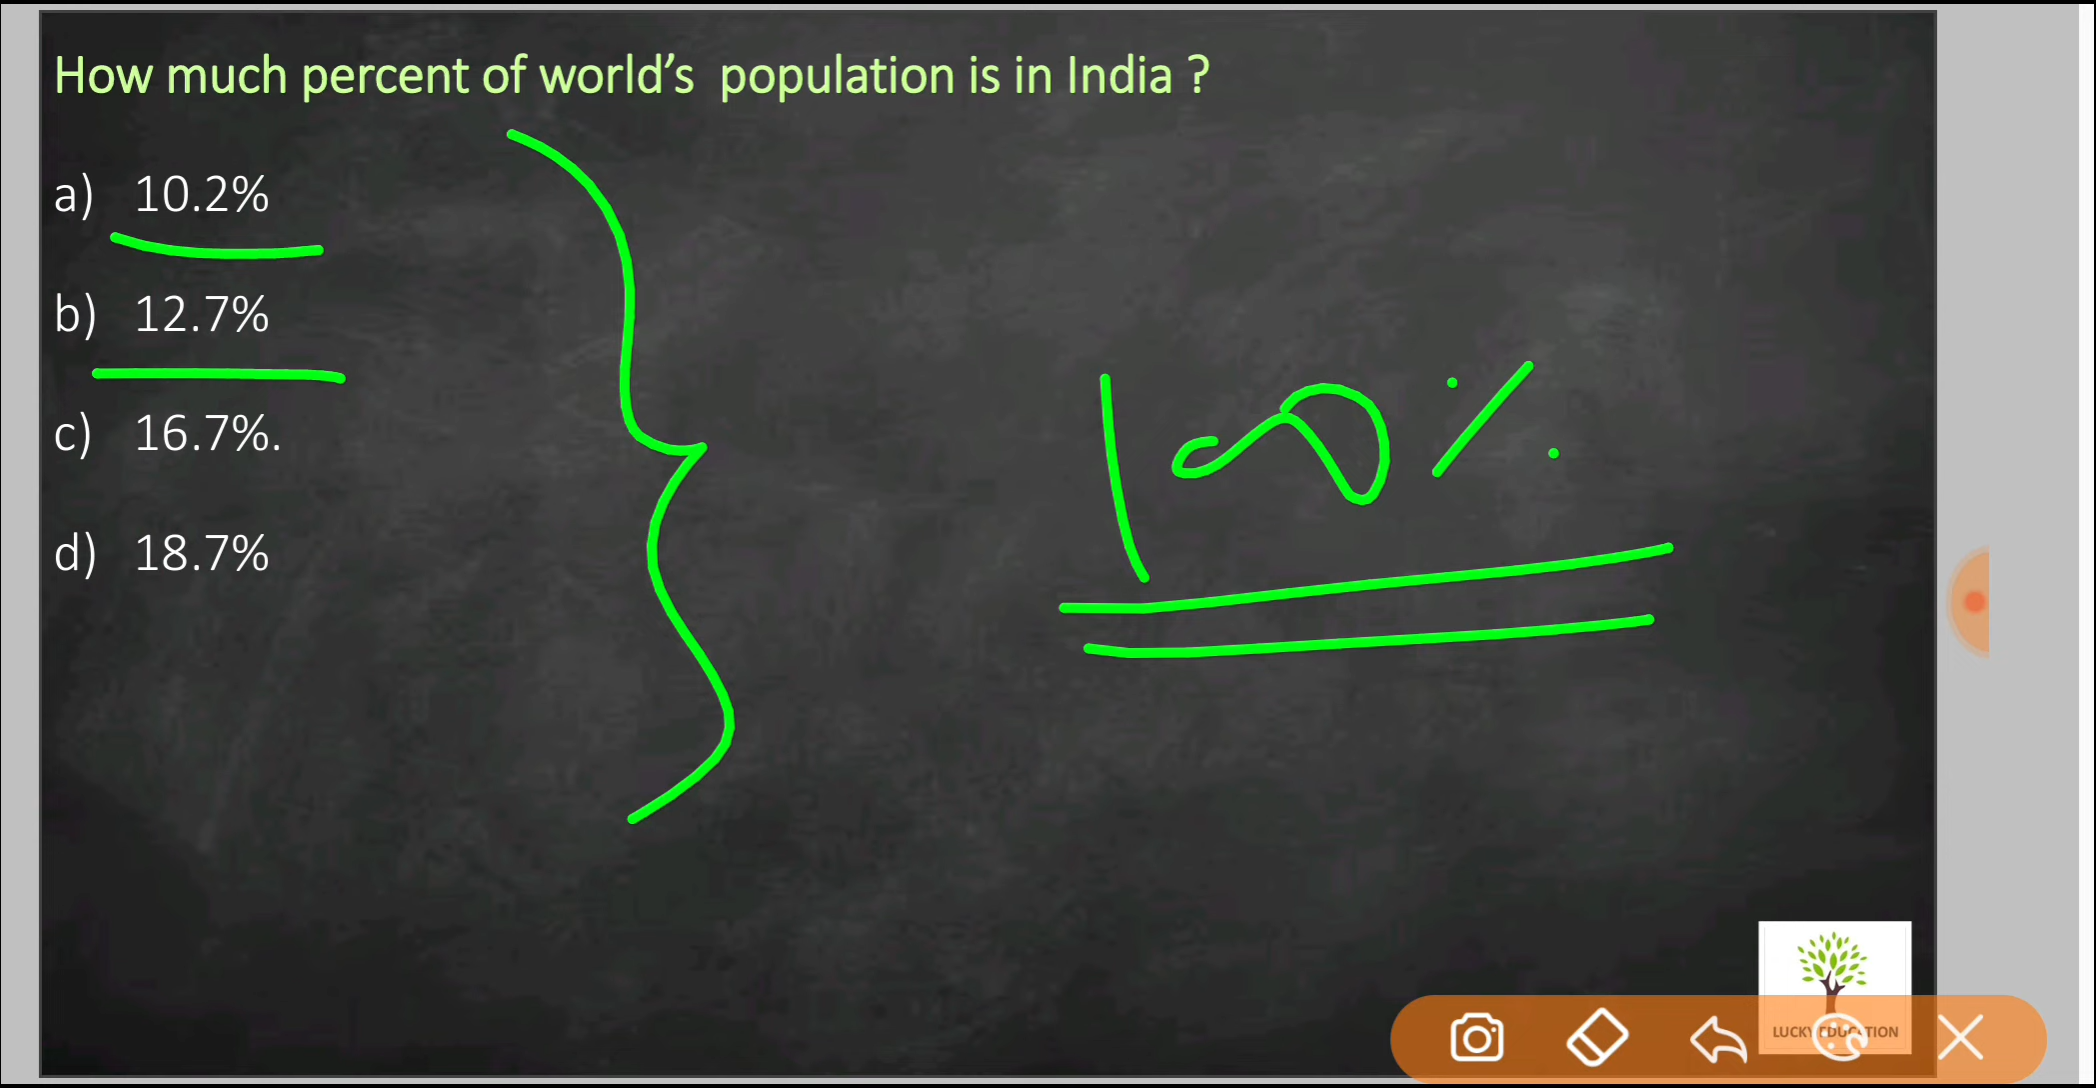 How much percent of world's population is in India ?
a) 10.2%
b) 12.7%
c) 16.7%.
d) 18.7%
100%
LUCKY EDUCATION